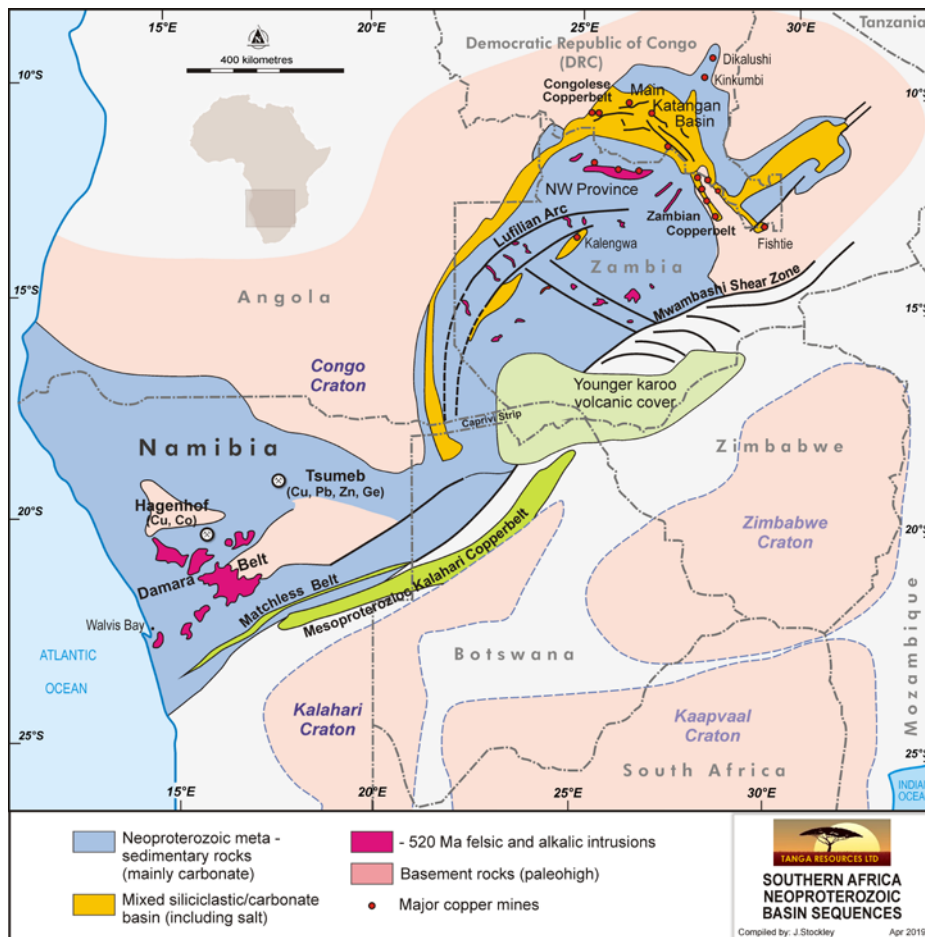 15°E
20°E
25°E
30°E
Tanzania
400 kilometres
Democratic Republic of Congo
(DRC)
Dikalushi
Kinkumbi
10°S
10°S
Congolese
Copperbelt
Main
Katangan
Basin
NW Province
Lufilian Arc
Zambian
Copperbelt
Kalengwa
Fishtie
Zambia
Mwambashi Shear Zone
Angola
15°S
15°S
Congo
Craton
Younger karoo
volcanic cover
Caprivi Strip
Namibia
Zimbabwe
Tsumeb
(Cu, Pb, Zn, Ge)
Hagenhof
(Cu, Co)
20°S
20°S
Zimbabwe
Craton
Damara Belt
Matchless Belt
Mesoproterozioc Kalahari Copperbelt
Walvis Bay
Botswana
Mozambique
ATLANTIC
OCEAN
Kalahari
Craton
Kaapvaal
Craton
25°S
25°S
South Africa
INDIA
OCEA
15°E
20°E
25°E
30°E
Neoproterozoic meta -
sedimentary rocks
(mainly carbonate)
Mixed siliciclastic/carbonate
basin (including salt)
- 520 Ma felsic and alkalic intrusions
Basement rocks (paleohigh)
Major copper mines
TANGA RESOURCES LTD
SOUTHERN AFRICA
NEOPROTEROZOIC
BASIN SEQUENCES
Compiled by: J.Stockley Apr 2019